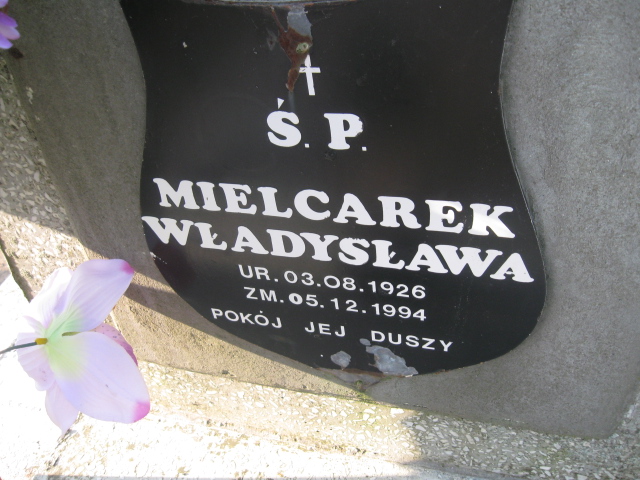 Ś. P.
MIELCAREK
WŁADYSŁAWA
UR. 03.08.1926
ZM. 05.12.1994
POKÓJ JEJ DUSZY